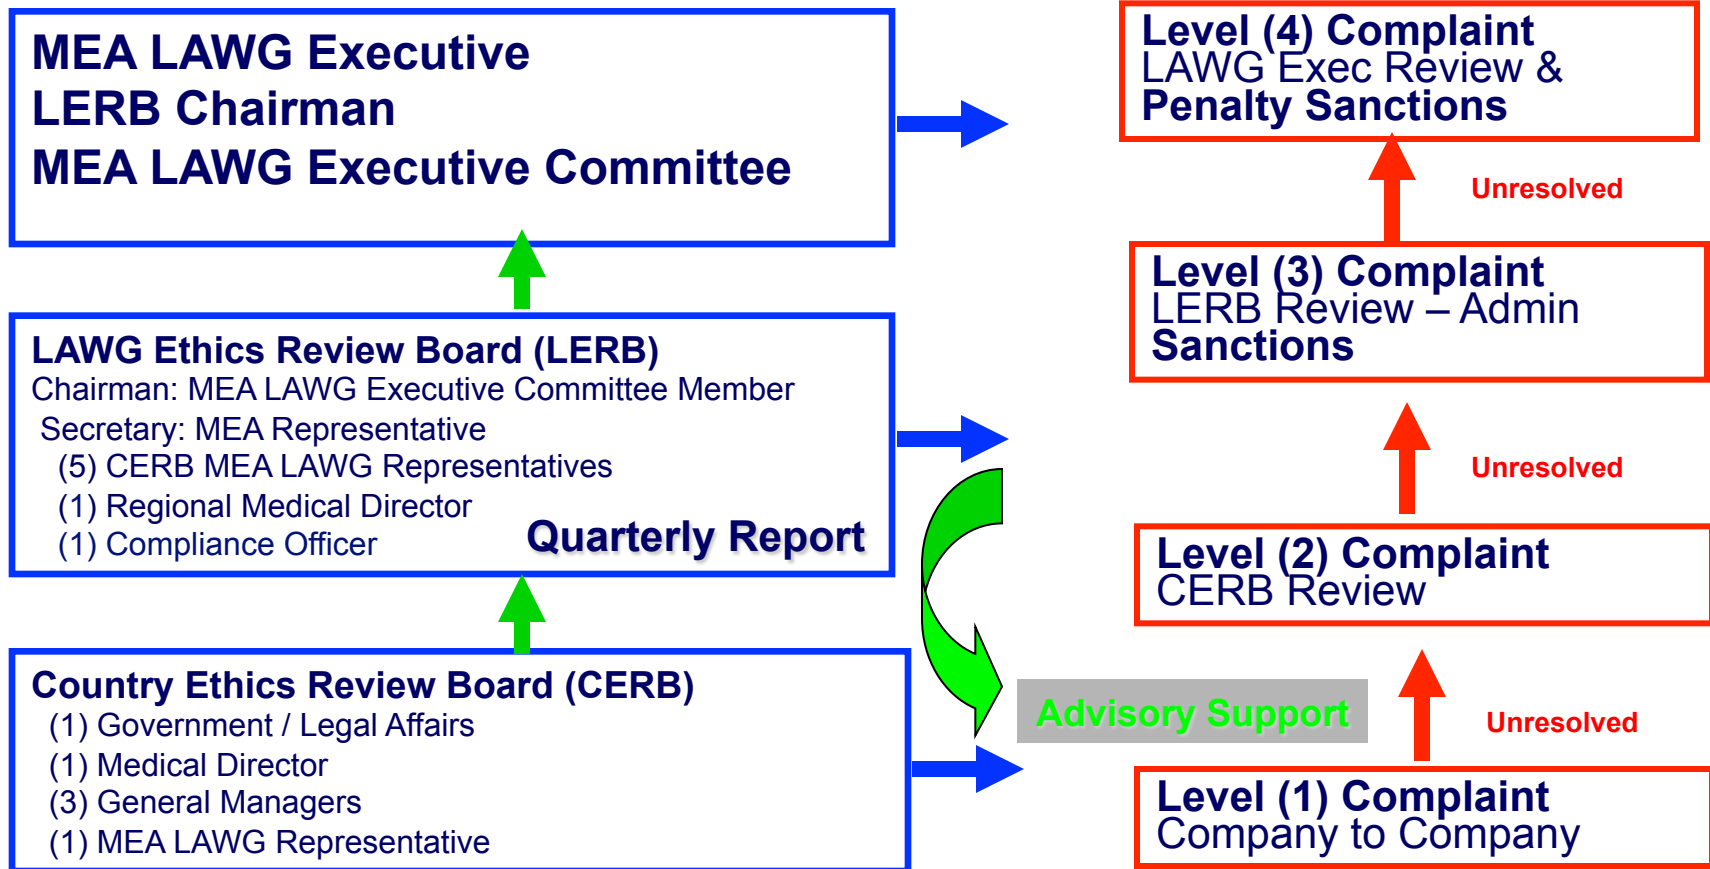 MEA LAWG Executive
LERB Chairman
MEA LAWG Executive Committee
LAWG Ethics Review Board (LERB)
Chairman: MEA LAWG Executive Committee Member
Secretary: MEA Representative
(5) CERB MEA LAWG Representatives
(1) Regional Medical Director
(1) Compliance Officer
Quarterly Report
Country Ethics Review Board (CERB)
(1) Government / Legal Affairs
(1) Medical Director
(3) General Managers
(1) MEA LAWG Representative
Advisory Support
Level (4) Complaint
LAWG Exec Review &
Penalty Sanctions
Unresolved
Level (3) Complaint
LERB Review – Admin
Sanctions
Unresolved
Level (2) Complaint
CERB Review
Unresolved
Level (1) Complaint
Company to Company